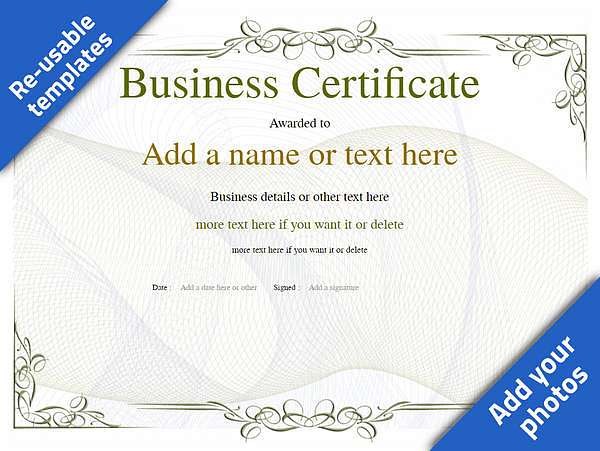 Re-usable
templates
Business Certificate
Awarded to
Add a name or text here
Business details or other text here
more text here if you want it or delete
more text here if you want it or delete
Date : Add a date here or other Signed : Add a signature
Add your
photos